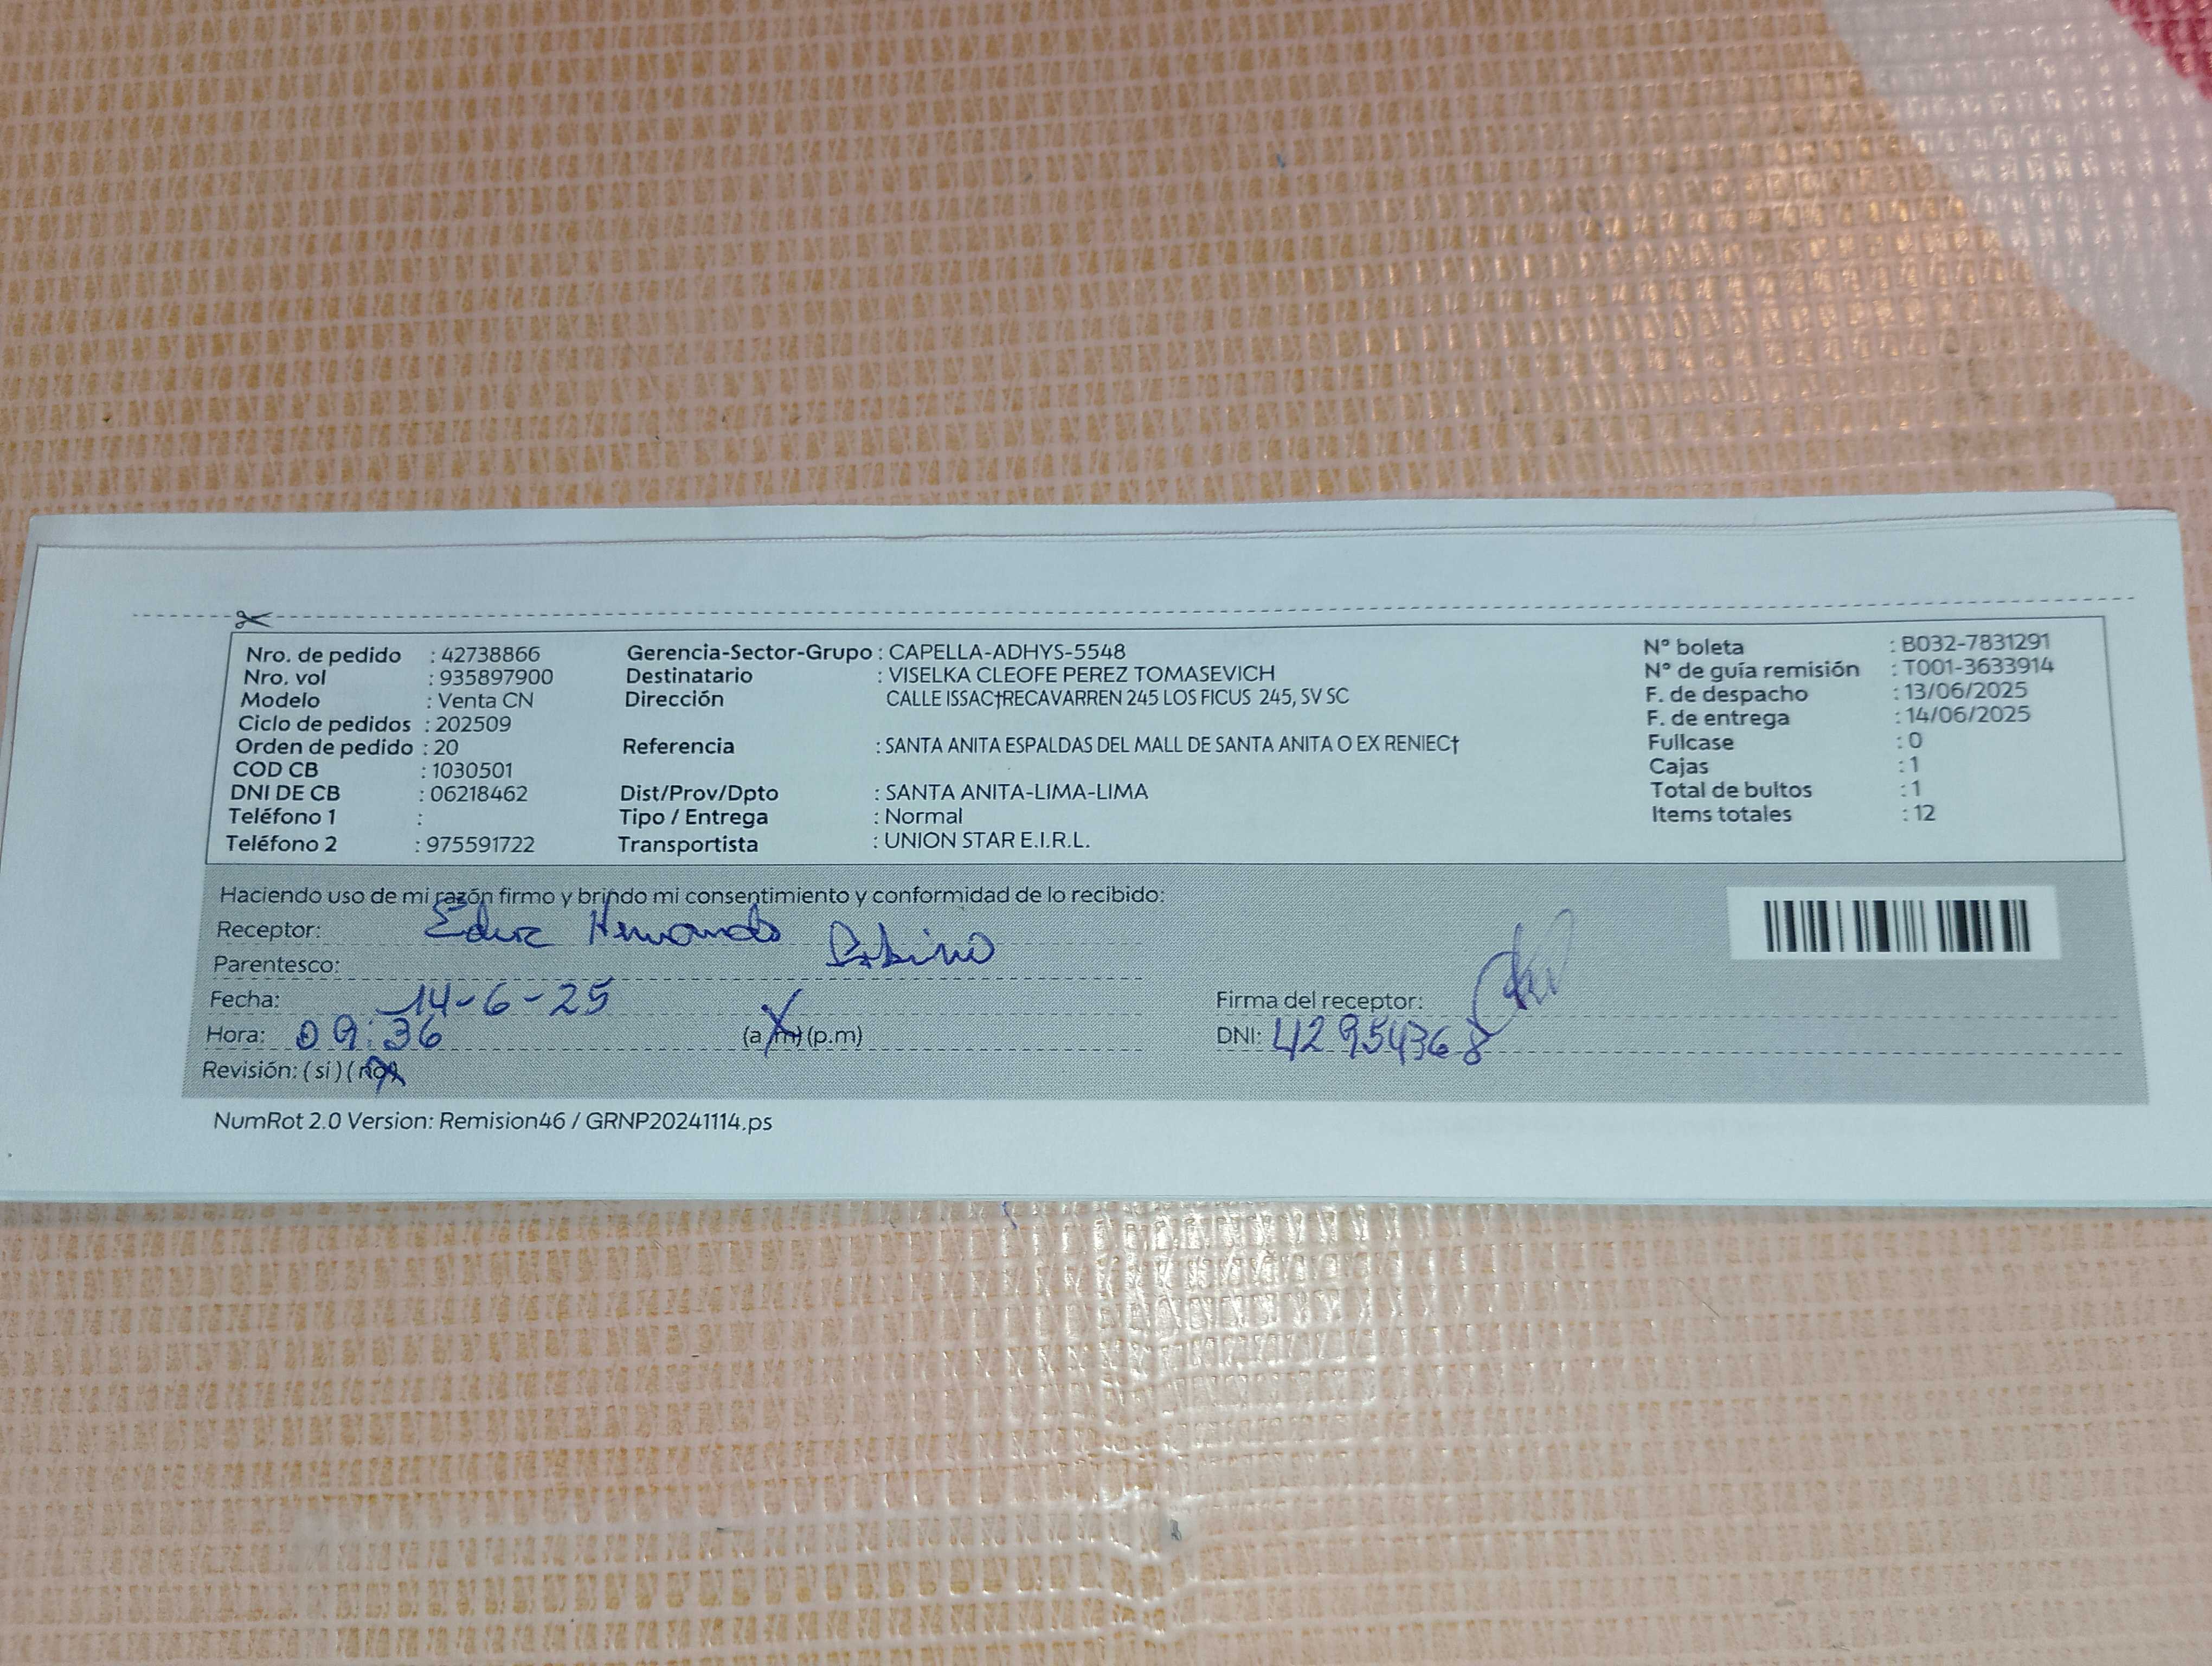 Nro. de pedido : 42738866 Gerencia-Sector-Grupo : CAPELLA-ADHYS-5548 N° boleta : B032-7831291
Nro. vol : 935897900 Destinatario : VISELKA CLEOFE PEREZ TOMASEVICH N° de guía remisión : T001-3633914
Modelo : Venta CN Dirección CALLE ISSAC†RECAVARREN 245 LOS FICUS 245, SV SC F. de despacho : 13/06/2025
Ciclo de pedidos : 202509 F. de entrega : 14/06/2025
Orden de pedido : 20 Referencia : SANTA ANITA ESPALDAS DEL MALL DE SANTA ANITA O EX RENIEC† Fullcase : 0
COD CB : 1030501 Cajas : 1
DNI DE CB : 06218462 Dist/Prov/Dpto : SANTA ANITA-LIMA-LIMA Total de bultos : 1
Teléfono 1 : Tipo / Entrega : Normal Items totales : 12
Teléfono 2 : 975591722 Transportista : UNION STAR E.I.R.L.
Haciendo uso de mi razón firmo y brindo mi consentimiento y conformidad de lo recibido:
Receptor:
Parentesco:
Fecha: 14-6-25 Firma del receptor:
Hora: 09:36 (a.m) (p.m) DNI: 42954368
Revisión: (si) (no)
NumRot 2.0 Version: Remision46 / GRNP20241114.ps